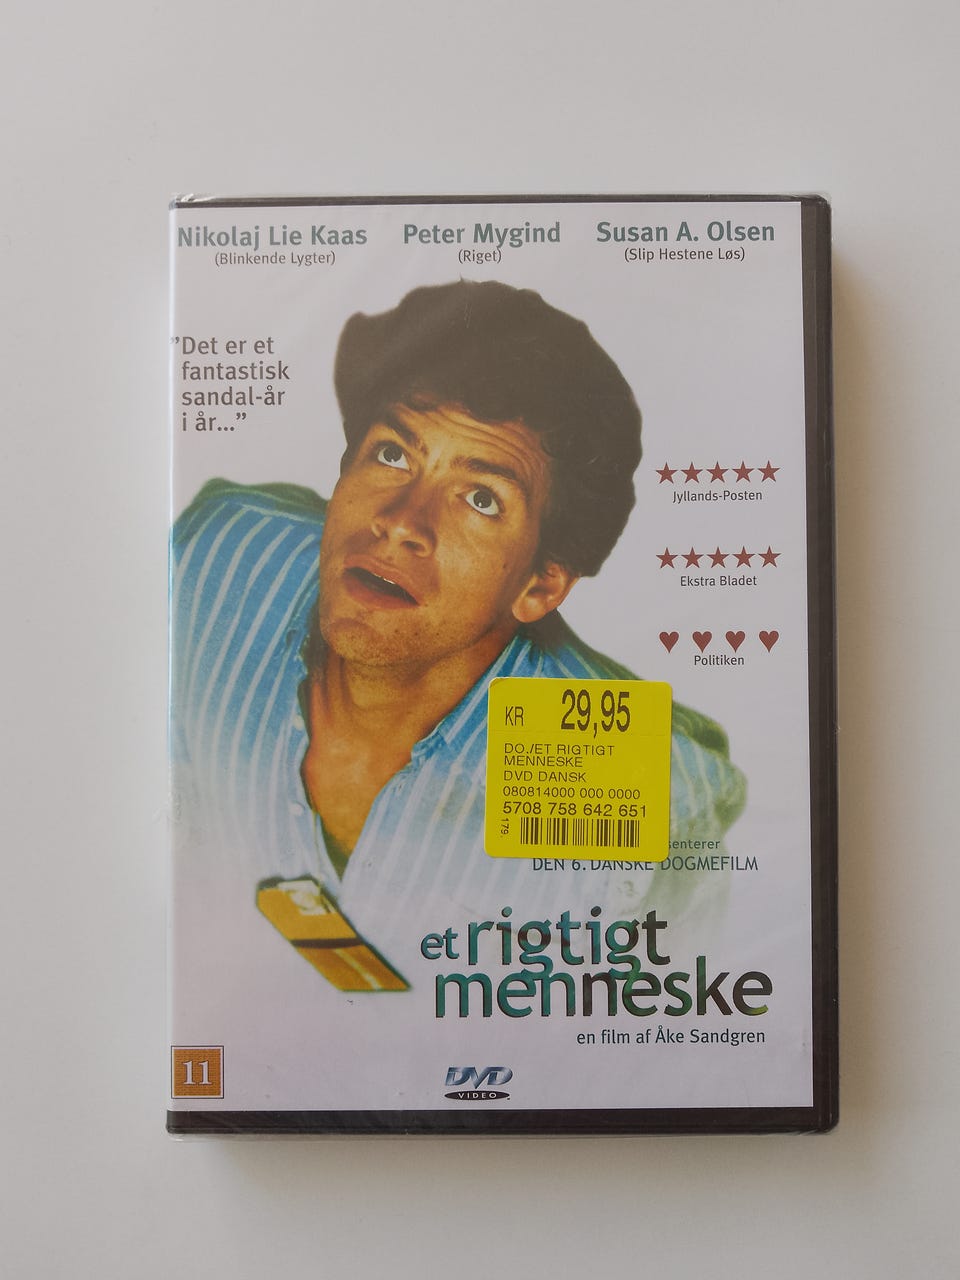 Nikolaj Lie Kaas
(Blinkende Lygter)
Peter Mygind
(Riget)
Susan A. Olsen
(Slip Hestene Løs)
”Det er et
fantastisk
sandal-år
i år...”
★★★★★
Jyllands-Posten
★★★★★
Ekstra Bladet
♥♥♥♥
Politiken
KR 29,95
DO./ET RIGTIGT
MENNESKE
DVD DANSK
080814000 000 0000
5708 758 642 651
179.
senterer
DEN 6. DANSKE DOGMEFILM
et rigtigt
menneske
en film af Åke Sandgren
11
DVD
VIDEO